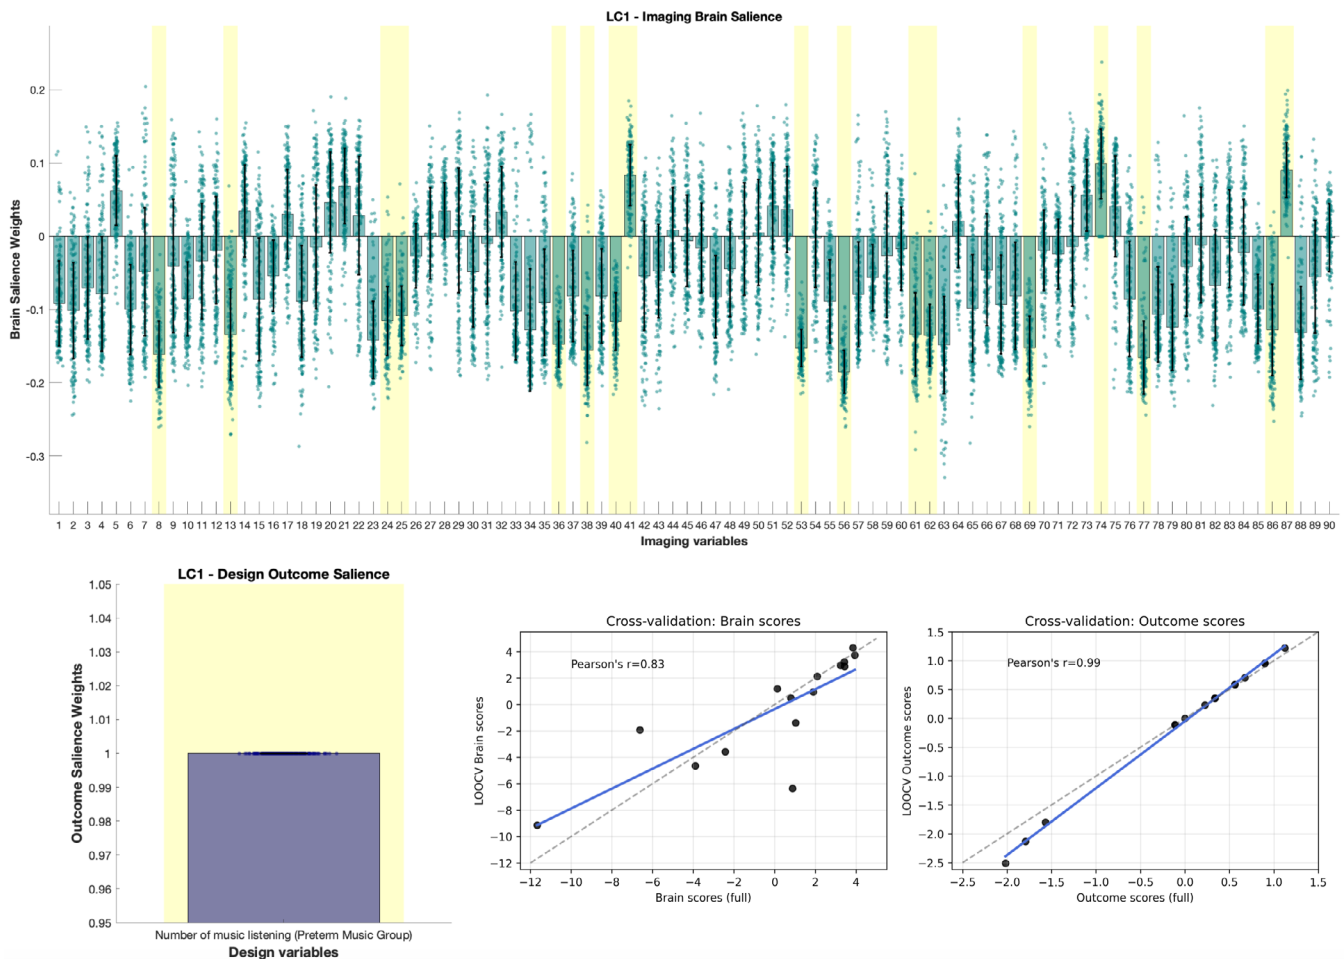 LC1 - Imaging Brain Salience
Brain Salience Weights
0.2
0.1
0
-0.1
-0.2
-0.3
1 2 3 4 5 6 7 8 9 10 11 12 13 14 15 16 17 18 19 20 21 22 23 24 25 26 27 28 29 30 31 32 33 34 35 36 37 38 39 40 41 42 43 44 45 46 47 48 49 50 51 52 53 54 55 56 57 58 59 60 61 62 63 64 65 66 67 68 69 70 71 72 73 74 75 76 77 78 79 80 81 82 83 84 85 86 87 88 89 90
Imaging variables
LC1 - Design Outcome Salience
Outcome Salience Weights
1.05
1.04
1.03
1.02
1.01
1
0.99
0.98
0.97
0.96
0.95
Number of music listening (Preterm Music Group)
Design variables
Cross-validation: Brain scores
Pearson's r=0.83
LOOCV Brain scores
4
2
0
−2
−4
−6
−8
−10
−12
−12 −10 −8 −6 −4 −2 0 2 4
Brain scores (full)
Cross-validation: Outcome scores
Pearson's r=0.99
LOOCV Outcome scores
1.5
1.0
0.5
0.0
−0.5
−1.0
−1.5
−2.0
−2.5
−2.5 −2.0 −1.5 −1.0 −0.5 0.0 0.5 1.0 1.5
Outcome scores (full)